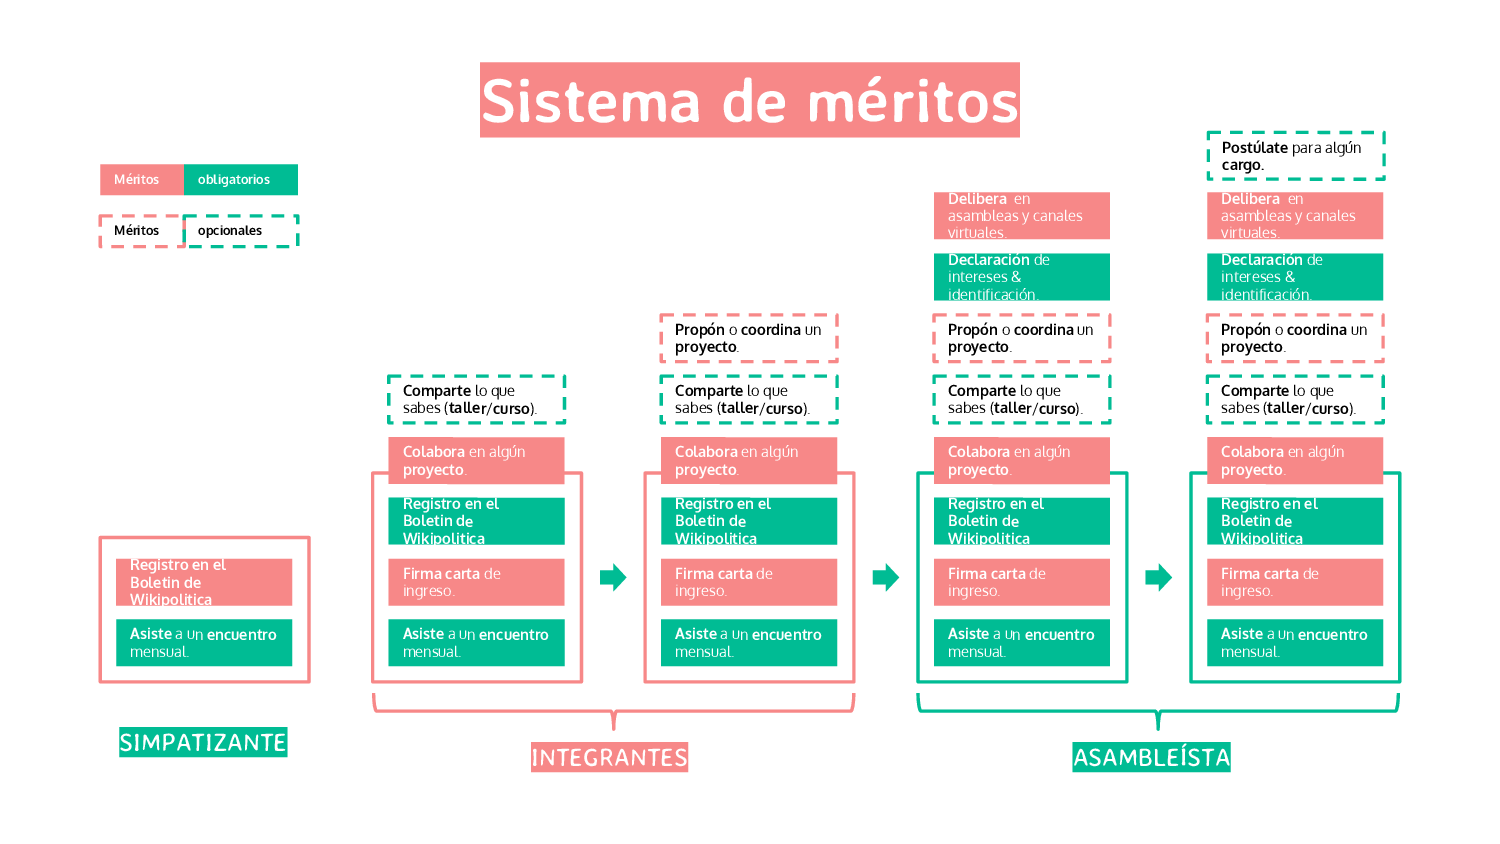 Sistema de méritos
Méritos obligatorios
Méritos opcionales
Registro en el
Boletin de
Wikipolitica
Asiste a un encuentro
mensual.
SIMPATIZANTE
Comparte lo que
sabes (taller/curso).
Colabora en algún
proyecto.
Registro en el
Boletin de
Wikipolitica
Firma carta de
ingreso.
Asiste a un encuentro
mensual.
Propón o coordina un
proyecto.
Comparte lo que
sabes (taller/curso).
Colabora en algún
proyecto.
Registro en el
Boletin de
Wikipolitica
Firma carta de
ingreso.
Asiste a un encuentro
mensual.
INTEGRANTES
Delibera en
asambleas y canales
virtuales.
Declaración de
intereses &
identificación.
Propón o coordina un
proyecto.
Comparte lo que
sabes (taller/curso).
Colabora en algún
proyecto.
Registro en el
Boletin de
Wikipolitica
Firma carta de
ingreso.
Asiste a un encuentro
mensual.
Postúlate para algún
cargo.
Delibera en
asambleas y canales
virtuales.
Declaración de
intereses &
identificación.
Propón o coordina un
proyecto.
Comparte lo que
sabes (taller/curso).
Colabora en algún
proyecto.
Registro en el
Boletin de
Wikipolitica
Firma carta de
ingreso.
Asiste a un encuentro
mensual.
ASAMBLEÍSTA